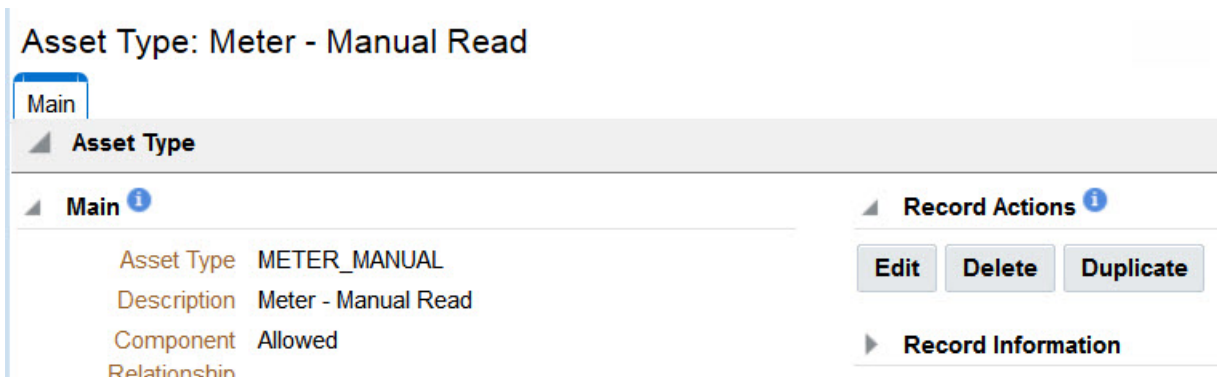 Asset Type: Meter - Manual Read
Main
Asset Type
Main
Asset Type METER_MANUAL
Description Meter - Manual Read
Component Allowed
Relationship
Record Actions
Edit Delete Duplicate
Record Information